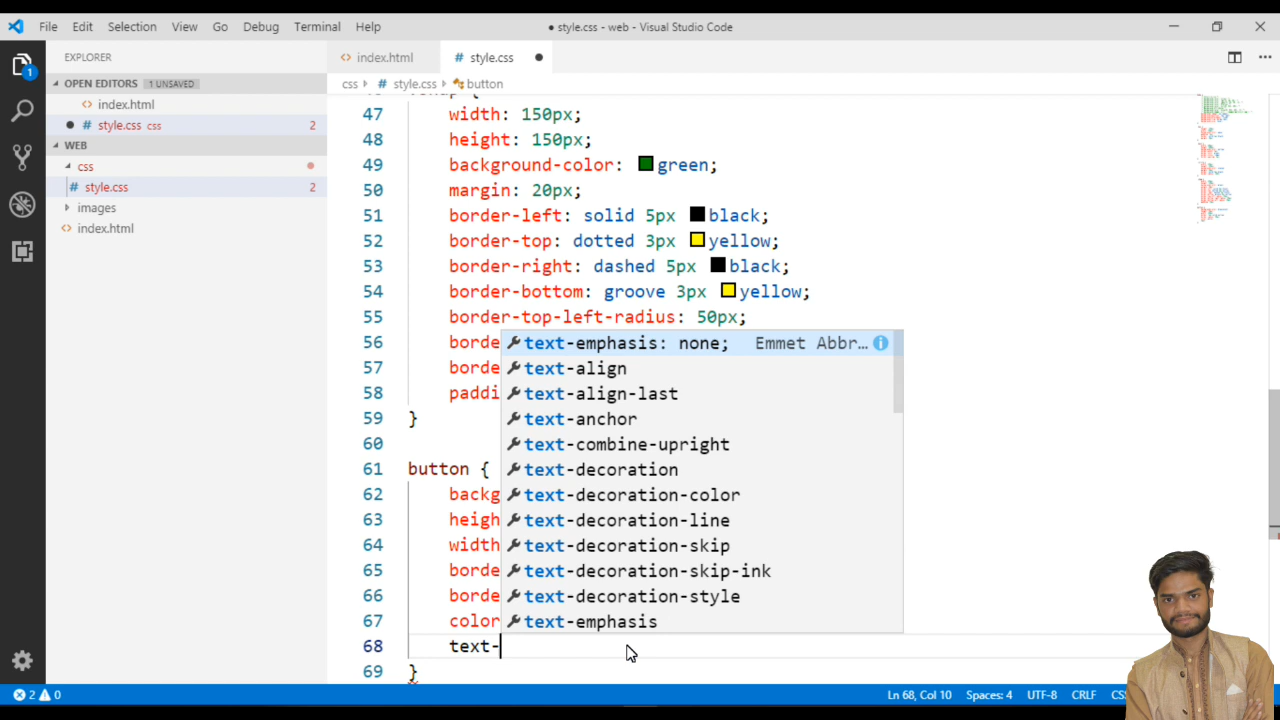 File Edit Selection View Go Debug Terminal Help
● style.css - web - Visual Studio Code
EXPLORER
index.html
# style.css ●
OPEN EDITORS 1 UNSAVED
css > # style.css > button
index.html
● # style.css css 2
WEB
css
# style.css 2
images
index.html
47 width: 150px;
48 height: 150px;
49 background-color: green;
50 margin: 20px;
51 border-left: solid 5px black;
52 border-top: dotted 3px yellow;
53 border-right: dashed 5px black;
54 border-bottom: groove 3px yellow;
55 border-top-left-radius: 50px;
56 borde
57 borde
58 paddi
59 }
60
61 button {
62 backg
63 heigh
64 width
65 borde
66 borde
67 color
68 text-
69 }
text-emphasis: none; Emmet Abbr…
text-align
text-align-last
text-anchor
text-combine-upright
text-decoration
text-decoration-color
text-decoration-line
text-decoration-skip
text-decoration-skip-ink
text-decoration-style
text-emphasis
1
2 0
Ln 68, Col 10 Spaces: 4 UTF-8 CRLF